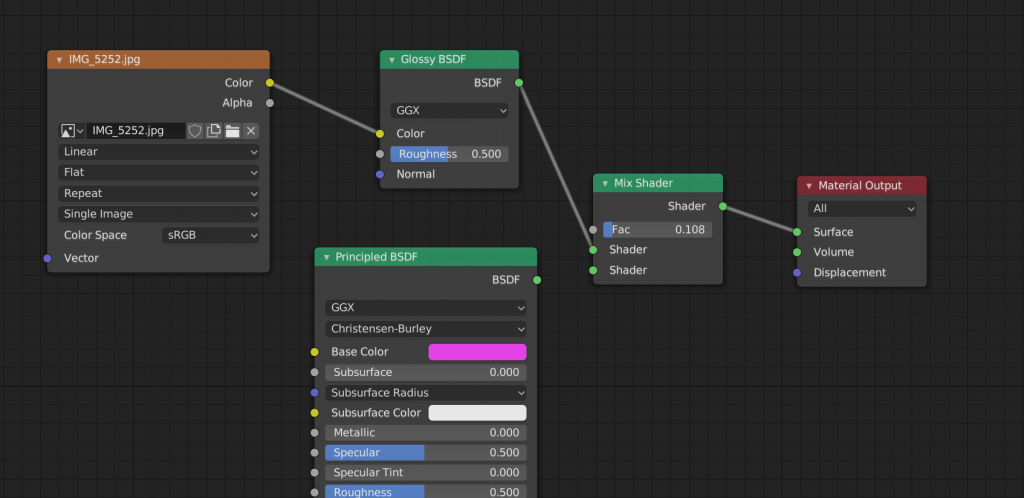 IMG_5252.jpg
Color
Alpha
IMG_5252.jpg
Linear
Flat
Repeat
Single Image
Color Space sRGB
Vector
Glossy BSDF
BSDF
GGX
Color
Roughness 0.500
Normal
Principled BSDF
BSDF
GGX
Christensen-Burley
Base Color
Subsurface 0.000
Subsurface Radius
Subsurface Color
Metallic 0.000
Specular 0.500
Specular Tint 0.000
Roughness 0.500
Mix Shader
Shader
Fac 0.108
Shader
Shader
Material Output
All
Surface
Volume
Displacement